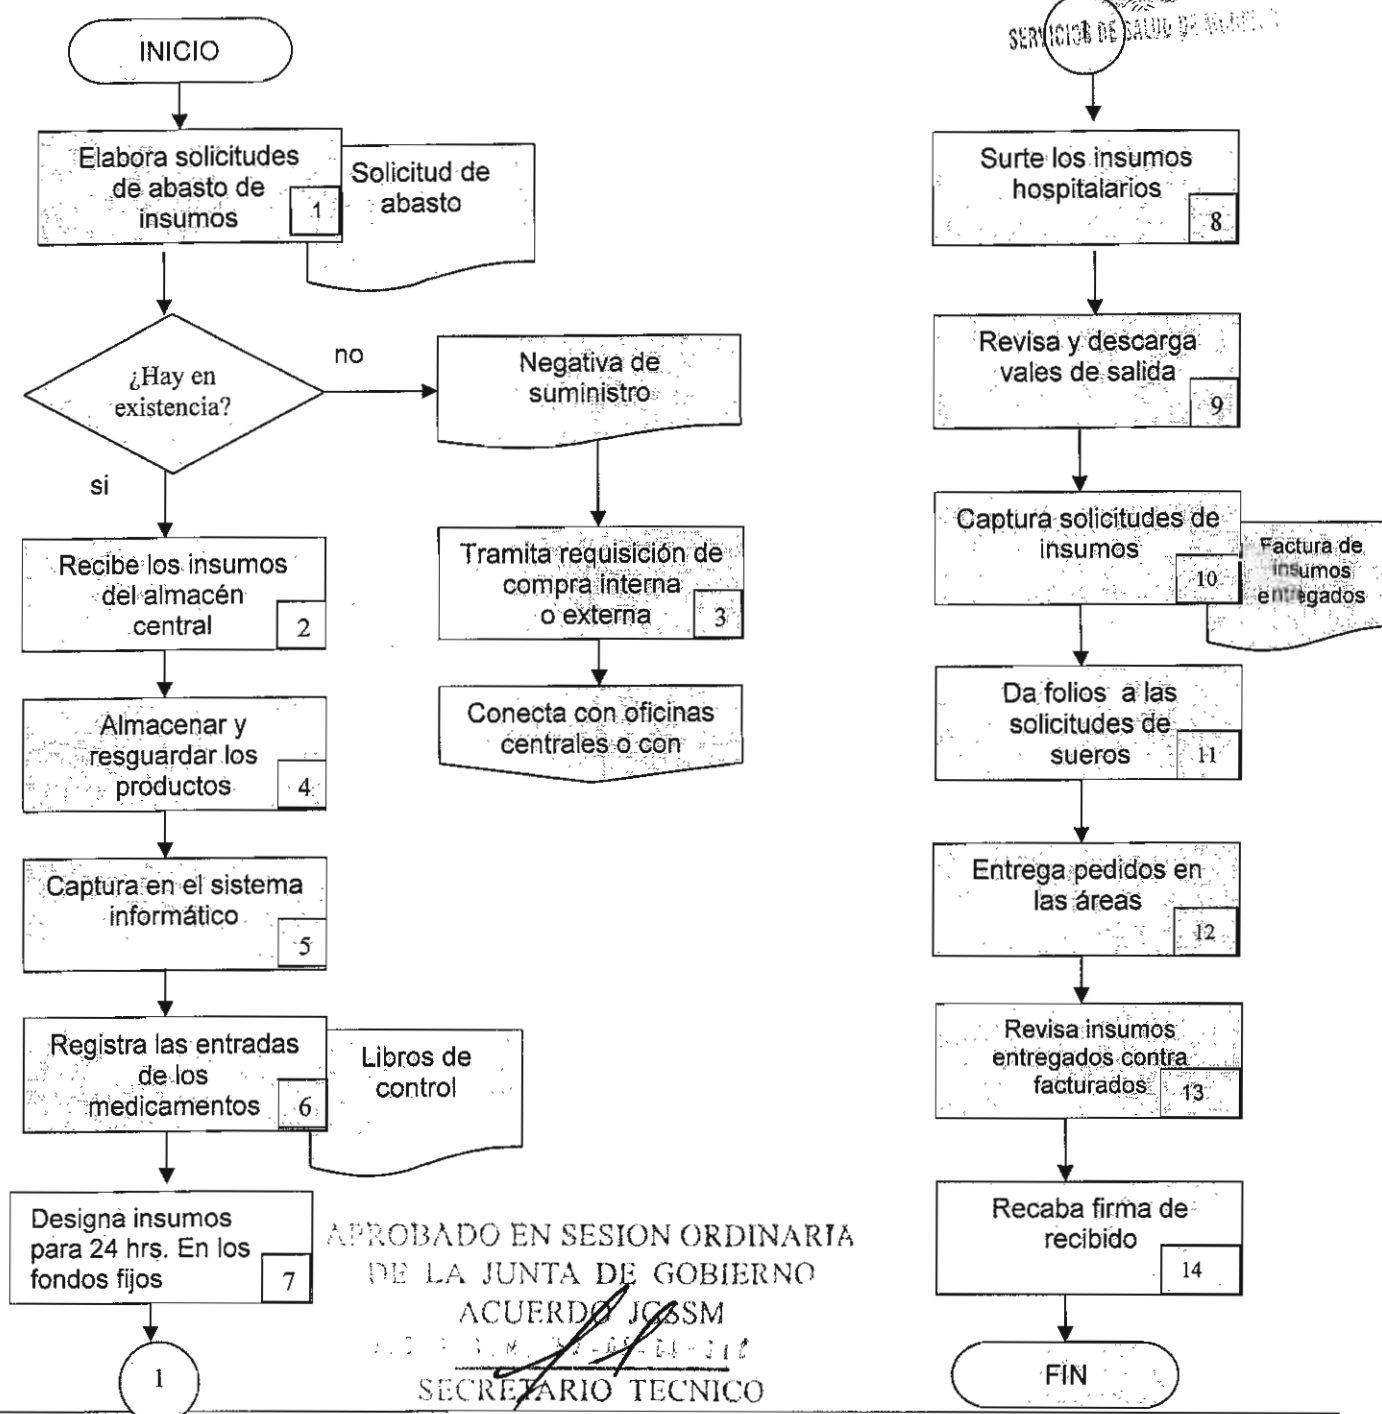 INICIO
Elabora solicitudes
de abasto de
insumos
1
Solicitud de
abasto
¿Hay en
existencia?
no
si
Negativa de
suministro
Recibe los insumos
del almacén
central
2
Tramita requisición de
compra interna
o externa
3
Almacenar y
resguardar los
productos
4
Conecta con oficinas
centrales o con
Captura en el sistema
informático
5
Registra las entradas
de los
medicamentos
6
Libros de
control
Designa insumos
para 24 hrs. En los
fondos fijos
7
1
APROBADO EN SESION ORDINARIA
DE LA JUNTA DE GOBIERNO
ACUERDO JGSSM
SECRETARIO TECNICO
SERVICIOS DE SALUD DE
Surte los insumos
hospitalarios
8
Revisa y descarga
vales de salida
9
Captura solicitudes de
insumos
10
Factura de
insumos
entregados
Da folios a las
solicitudes de
sueros
11
Entrega pedidos en
las áreas
12
Revisa insumos
entregados contra
facturados
13
Recaba firma de
recibido
14
FIN